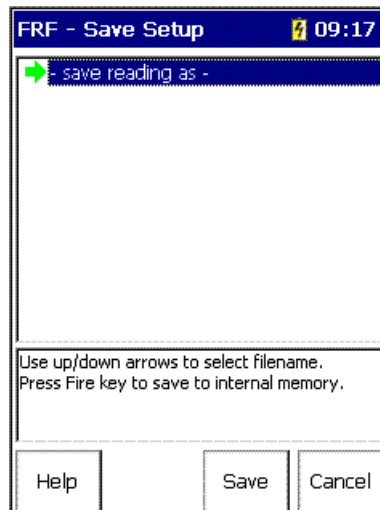 FRF - Save Setup 09:17
- save reading as -
Use up/down arrows to select filename.
Press Fire key to save to internal memory.
Help Save Cancel